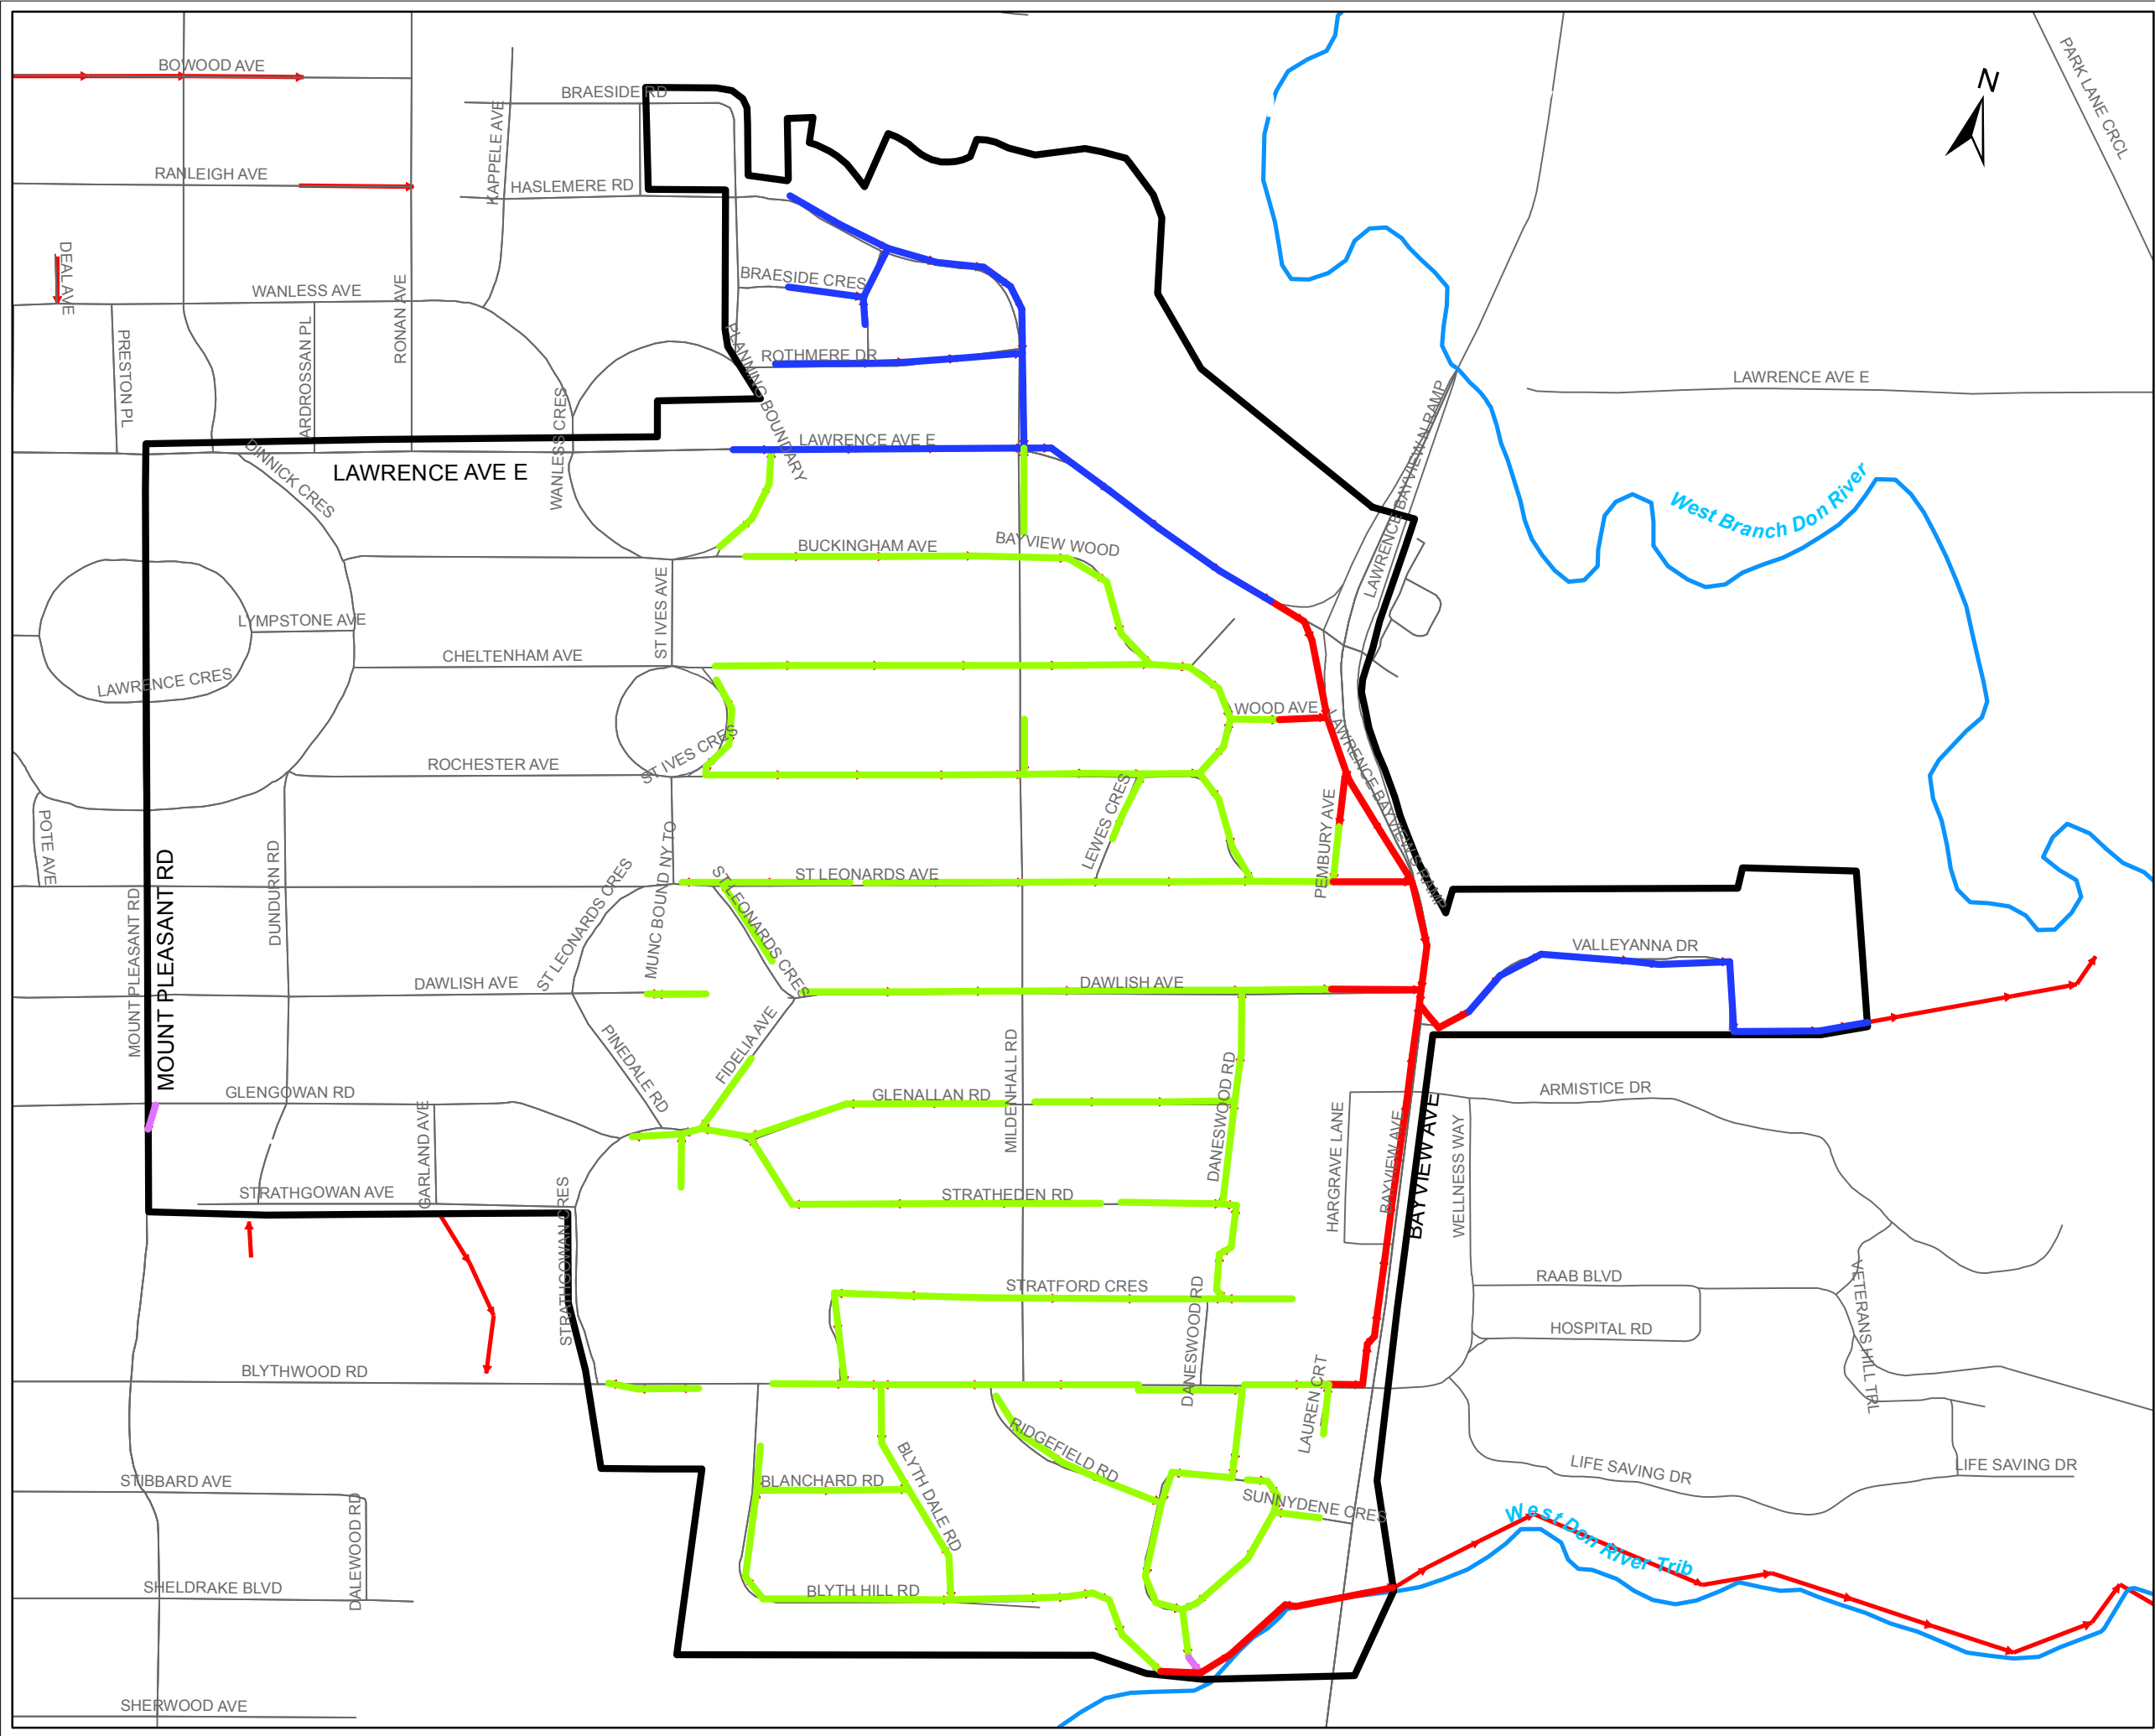 BOWOOD AVE
BRAESIDE RD
PARK LANE CRCL
N
KAPPELE AVE
RANLEIGH AVE
HASLEMERE RD
DEAL AVE
BRAESIDE CRES
WANLESS AVE
RONAN AVE
PRESTON PL
ARDROSSAN PL
ROTHMERE DR
PLANNING BOUNDARY
LAWRENCE AVE E
LAWRENCE BAYVIEW N RAMP
WANLESS CRES
LAWRENCE AVE E
DINNICK CRES
LAWRENCE AVE E
West Branch Don River
BUCKINGHAM AVE
BAYVIEW WOOD
ST IVES AVE
LYMPSTONE AVE
CHELTENHAM AVE
LAWRENCE CRES
WOOD AVE
ST IVES CRES
ROCHESTER AVE
LAWRENCE BAYVIEW S RAMP
LEWES CRES
PEMBURY AVE
POTE AVE
MOUNT PLEASANT RD
MOUNT PLEASANT RD
DUNDURN RD
ST LEONARDS CRES
MUNC BOUND NY TO
ST LEONARDS AVE
ST LEONARDS CRES
VALLEYANNA DR
DAWLISH AVE
DAWLISH AVE
PINEDALE RD
FIDELIA AVE
MILDENHALL RD
DANESWOOD RD
GLENGOWAN RD
GLENALLAN RD
ARMISTICE DR
GARLAND AVE
HARGRAVE LANE
BAYVIEW AVE
BAYVIEW AVE
WELLNESS WAY
STRATHGOWAN AVE
STRATHEDEN RD
STRATHGOWAN CRES
STRATFORD CRES
DANESWOOD RD
RAAB BLVD
VETERANS HILL TRL
HOSPITAL RD
BLYTHWOOD RD
LAUREN CRT
RIDGEFIELD RD
BLYTH DALE RD
STIBBARD AVE
BLANCHARD RD
LIFE SAVING DR
LIFE SAVING DR
SUNNYDENE CRES
DALEWOOD RD
West Don River Trib
SHELDRAKE BLVD
BLYTH HILL RD
SHERWOOD AVE